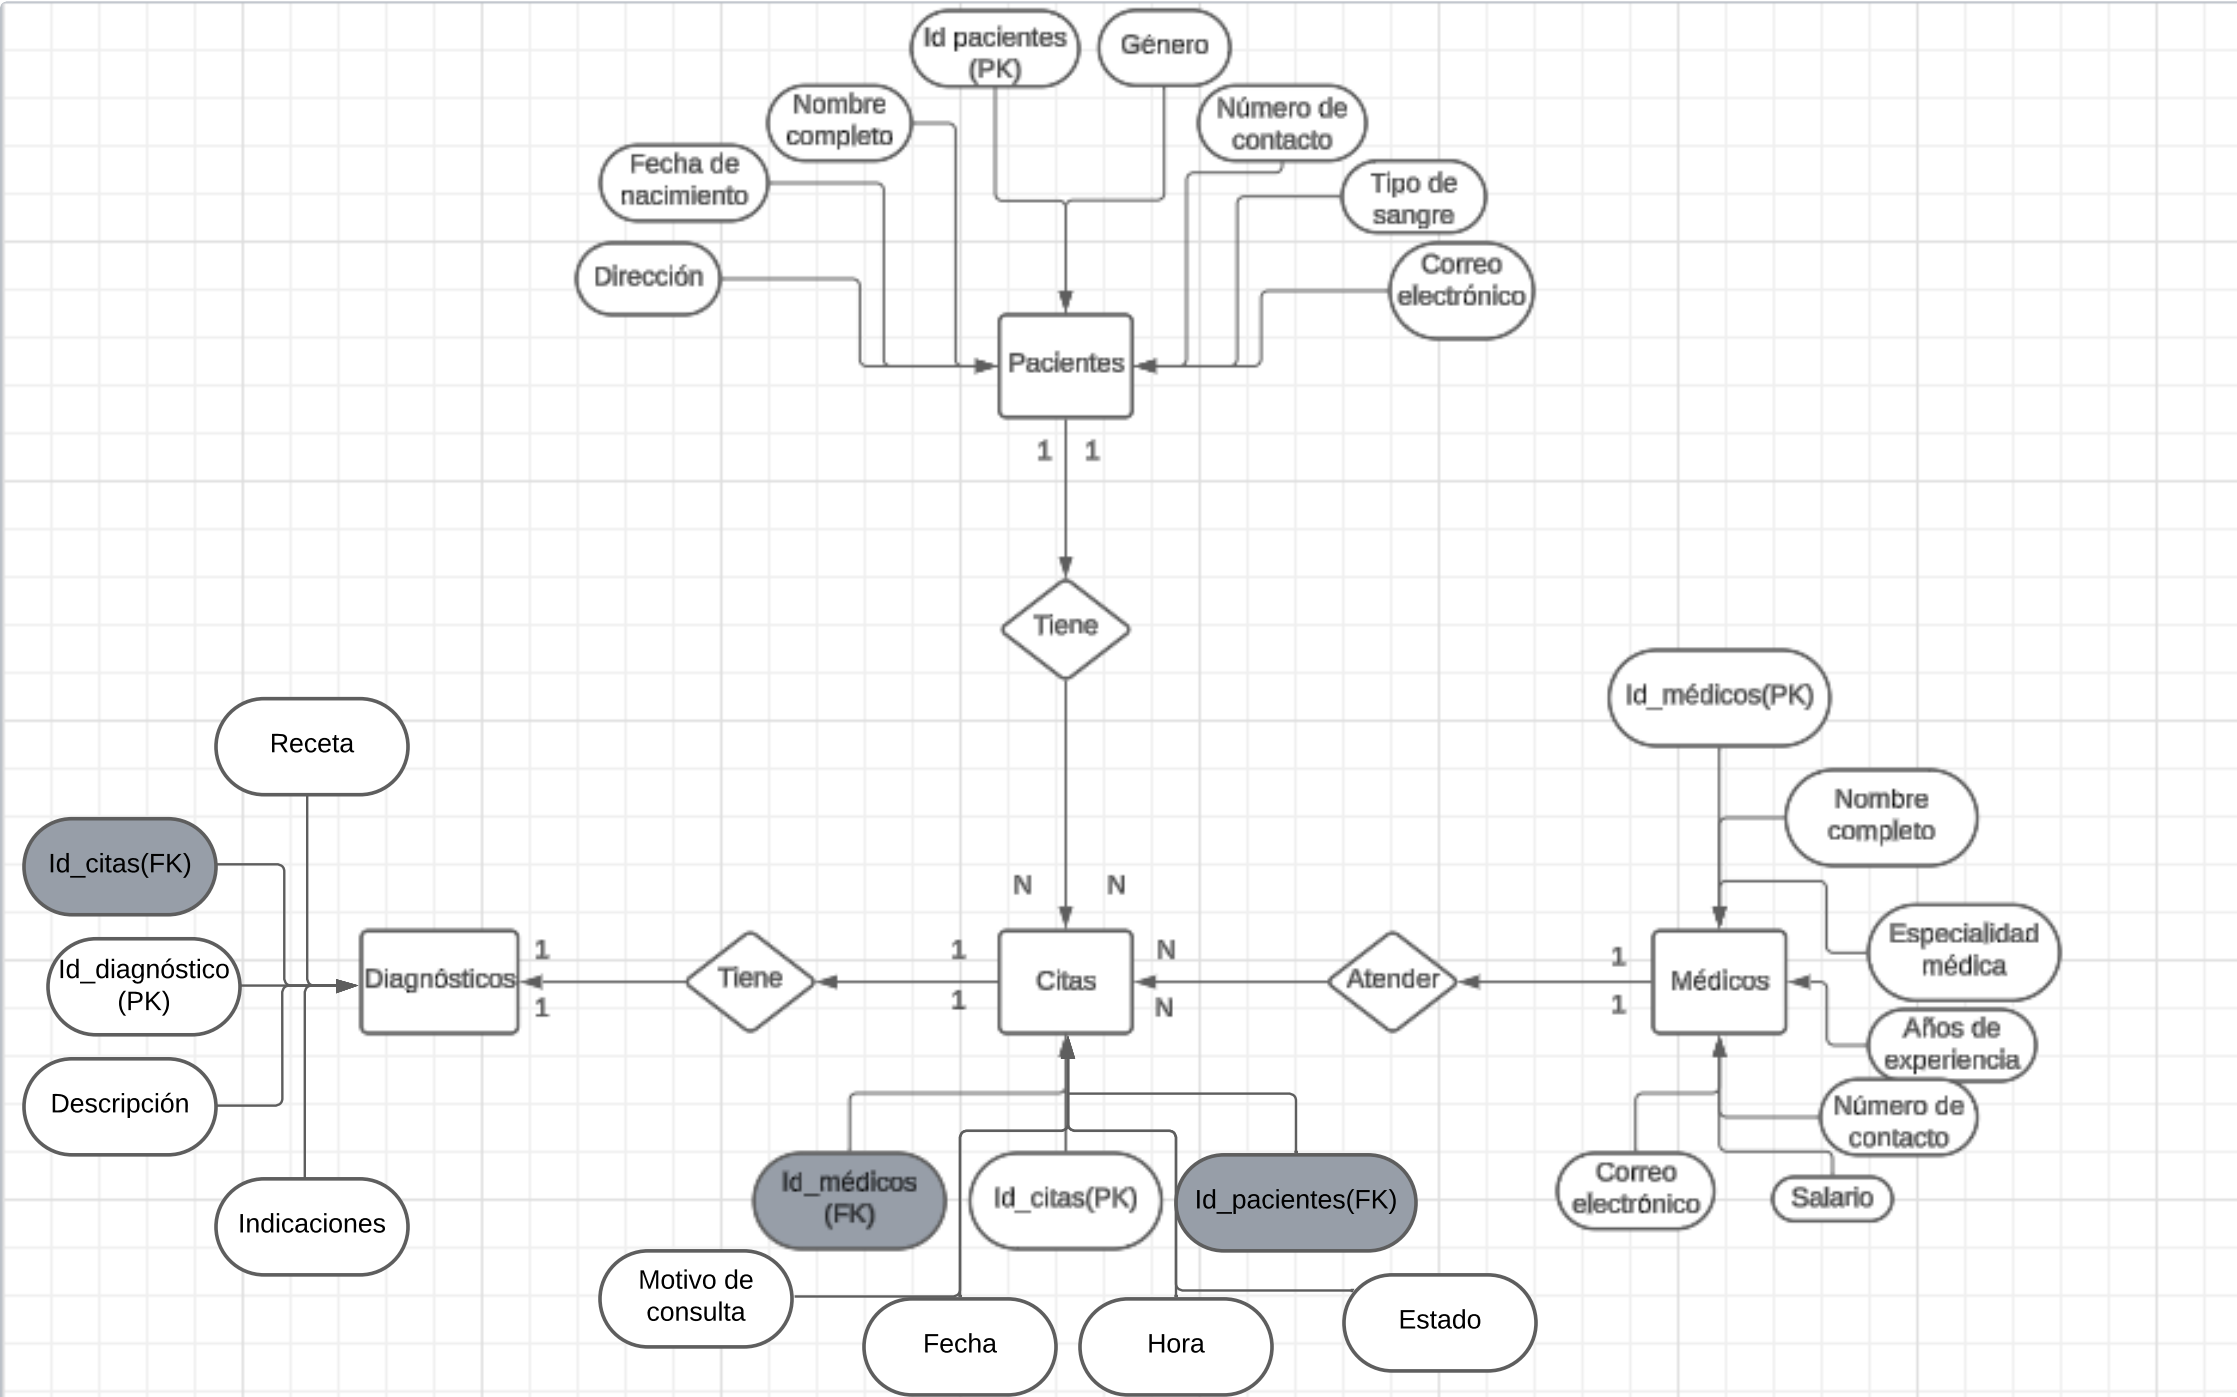 Id pacientes
(PK)
Género
Nombre
completo
Número de
contacto
Fecha de
nacimiento
Tipo de
sangre
Dirección
Correo
electrónico
Pacientes
1 1
Tiene
Id_médicos(PK)
Receta
Nombre
completo
Id_citas(FK)
N N
Especialidad
médica
Id_diagnóstico
(PK)
Diagnósticos
1
1
Tiene
1
1
Citas
N
N
Atender
1
1
Médicos
Años de
experiencia
Descripción
Número de
contacto
Id_médicos
(FK)
Id_citas(PK)
Id_pacientes(FK)
Correo
electrónico
Salario
Indicaciones
Motivo de
consulta
Fecha
Hora
Estado